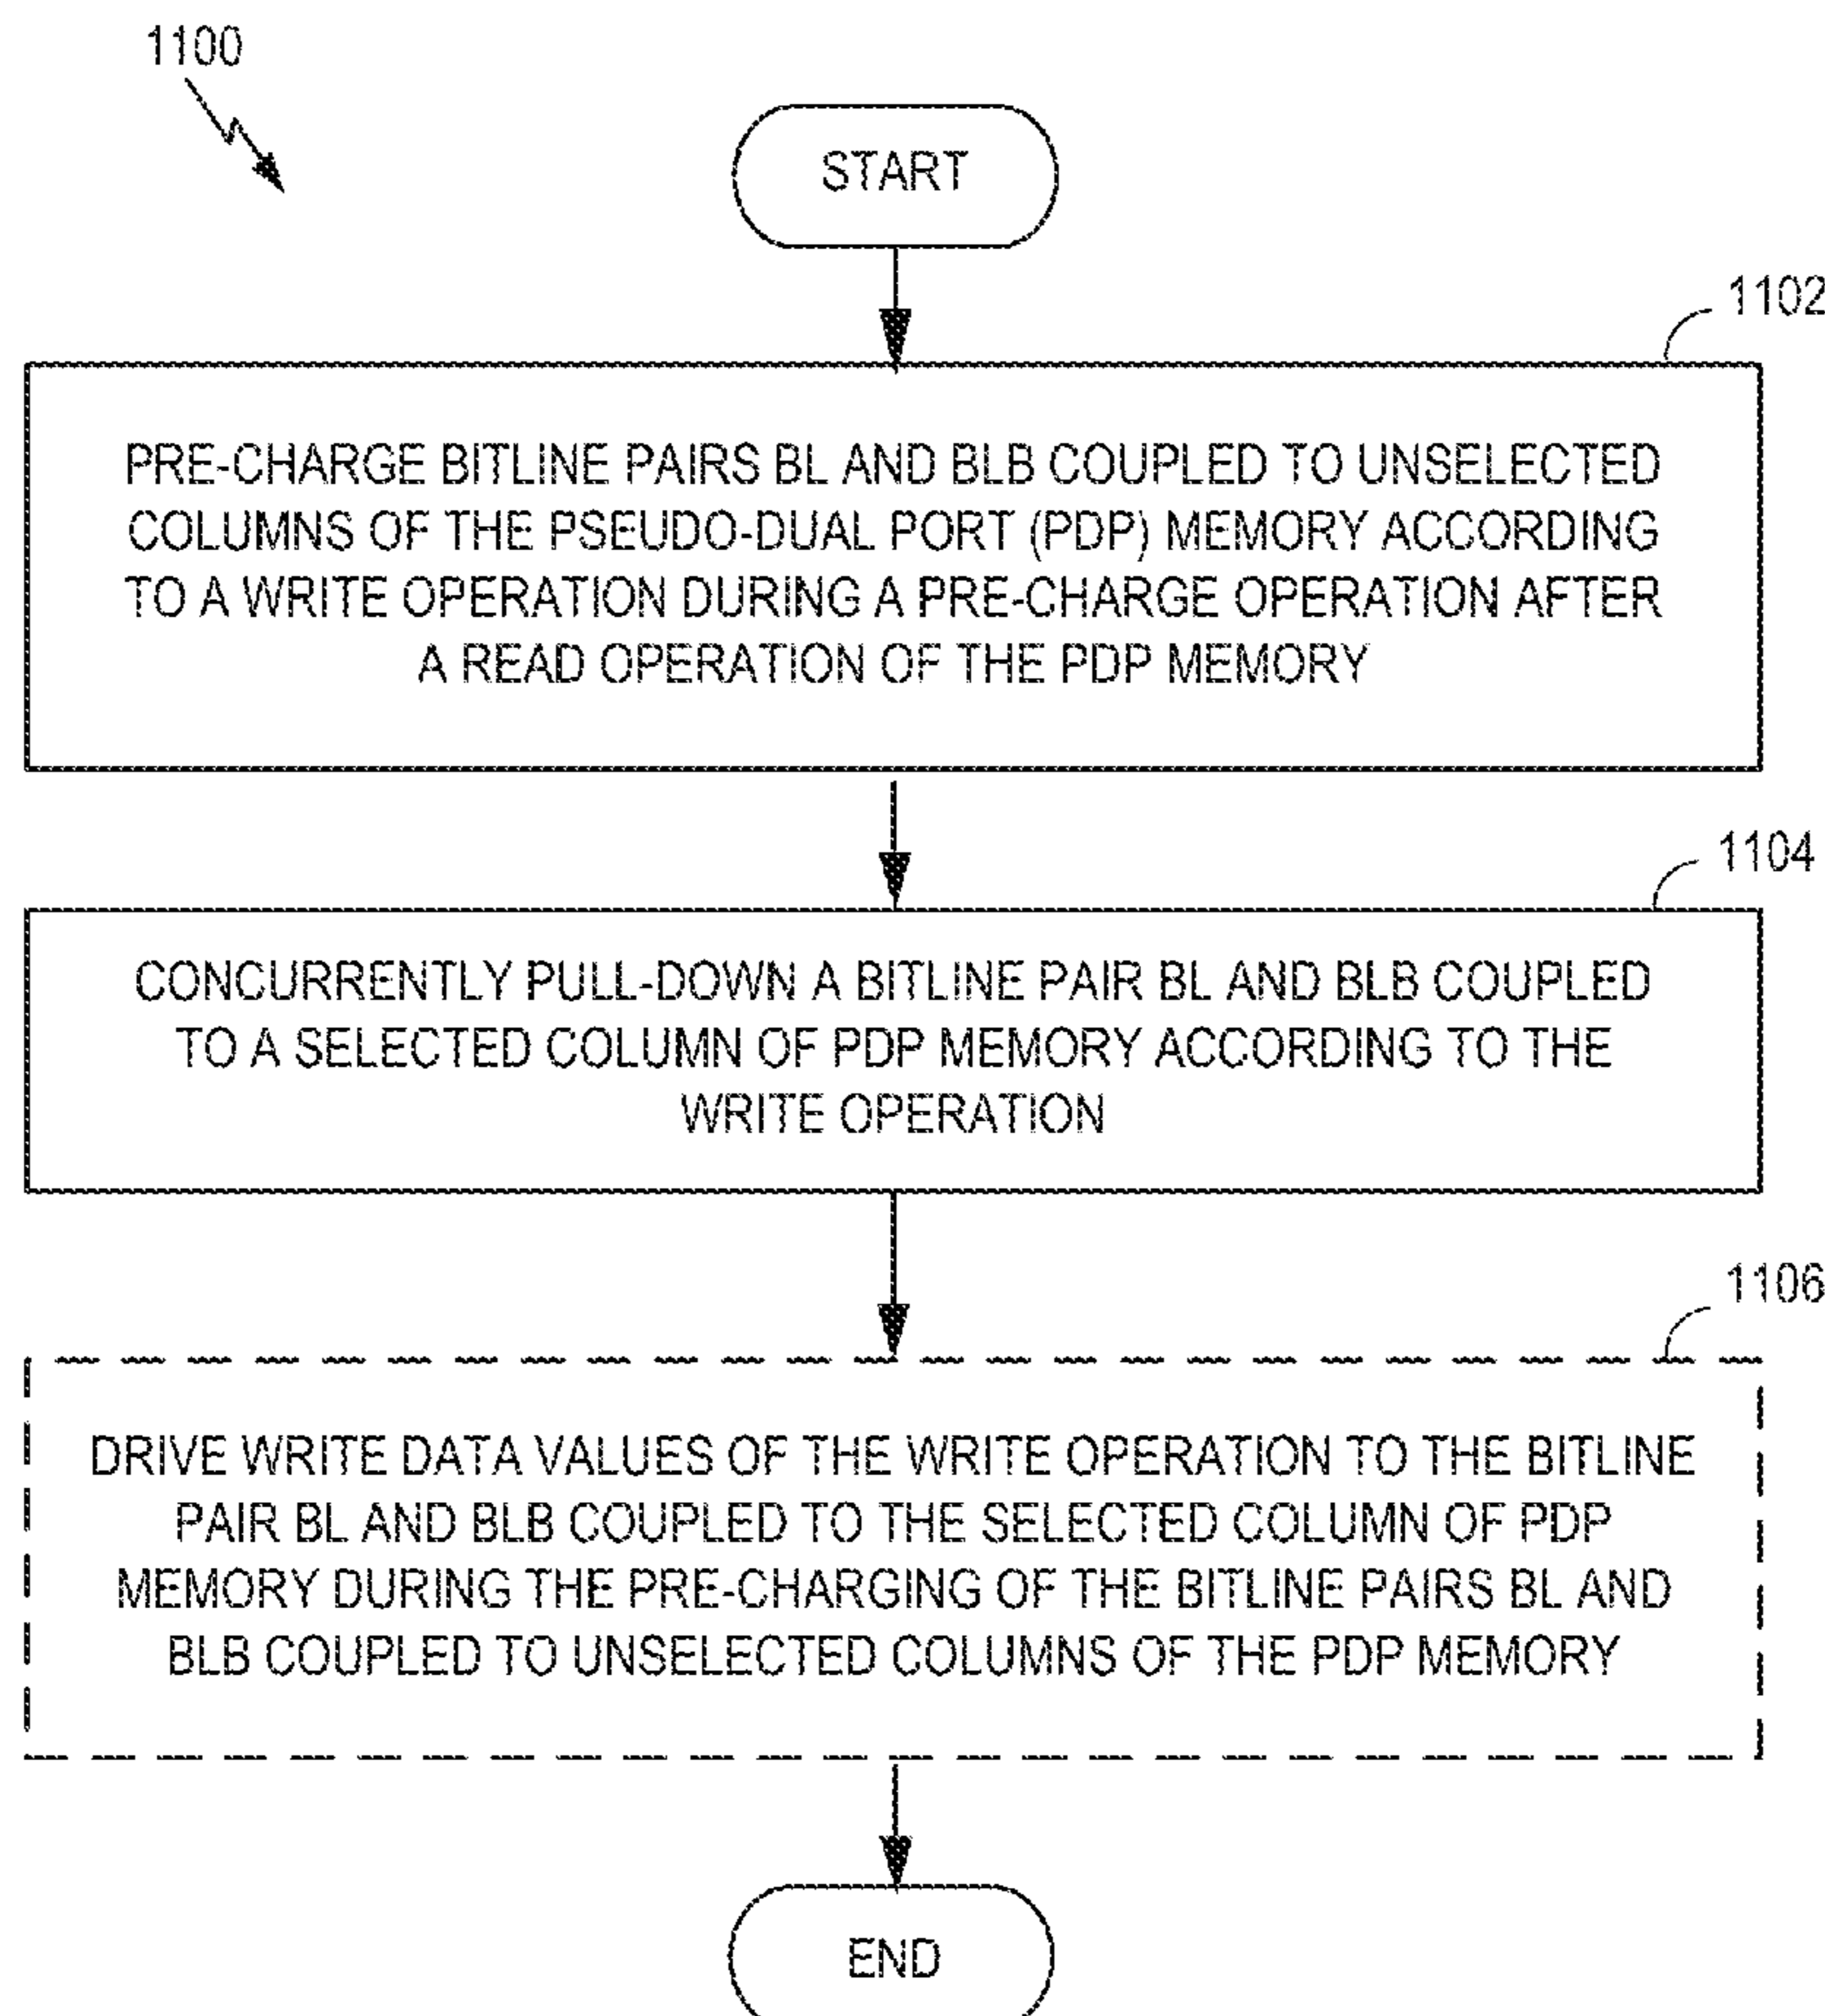 1100
START
1102
PRE-CHARGE BITLINE PAIRS BL AND BLB COUPLED TO UNSELECTED
COLUMNS OF THE PSEUDO-DUAL PORT (PDP) MEMORY ACCORDING
TO A WRITE OPERATION DURING A PRE-CHARGE OPERATION AFTER
A READ OPERATION OF THE PDP MEMORY
1104
CONCURRENTLY PULL-DOWN A BITLINE PAIR BL AND BLB COUPLED
TO A SELECTED COLUMN OF PDP MEMORY ACCORDING TO THE
WRITE OPERATION
1106
DRIVE WRITE DATA VALUES OF THE WRITE OPERATION TO THE BITLINE
PAIR BL AND BLB COUPLED TO THE SELECTED COLUMN OF PDP
MEMORY DURING THE PRE-CHARGING OF THE BITLINE PAIRS BL AND
BLB COUPLED TO UNSELECTED COLUMNS OF THE PDP MEMORY
END